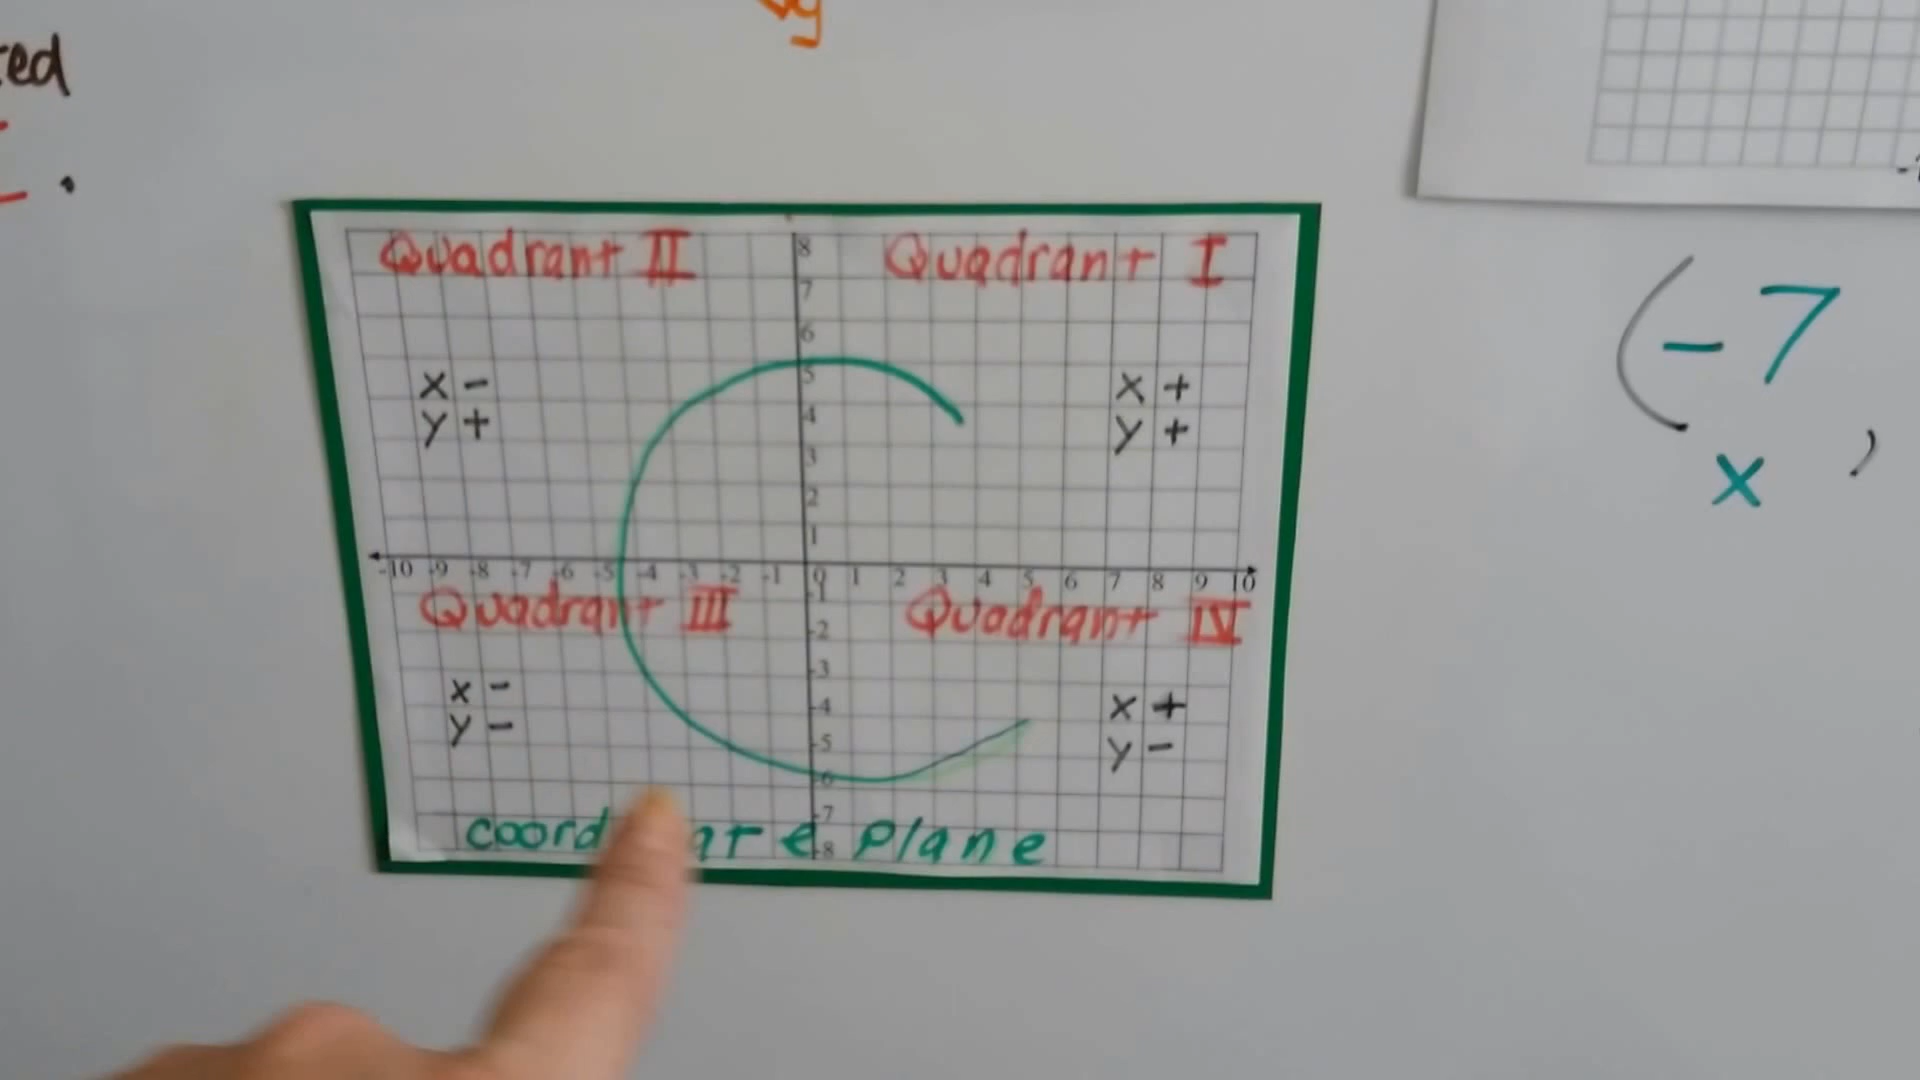 ted
Quadrant II
Quadrant I
8
7
6
5
4
3
2
1
x -
y +
x +
y +
-10 -9 -8 -7 -6 -5 -4 -3 -2 -1 0 1 2 3 4 5 6 7 8 9 10
Quadrant III
Quadrant IV
-1
-2
-3
-4
-5
-6
-7
-8
x -
y -
x +
y -
plane
(-7
x ,